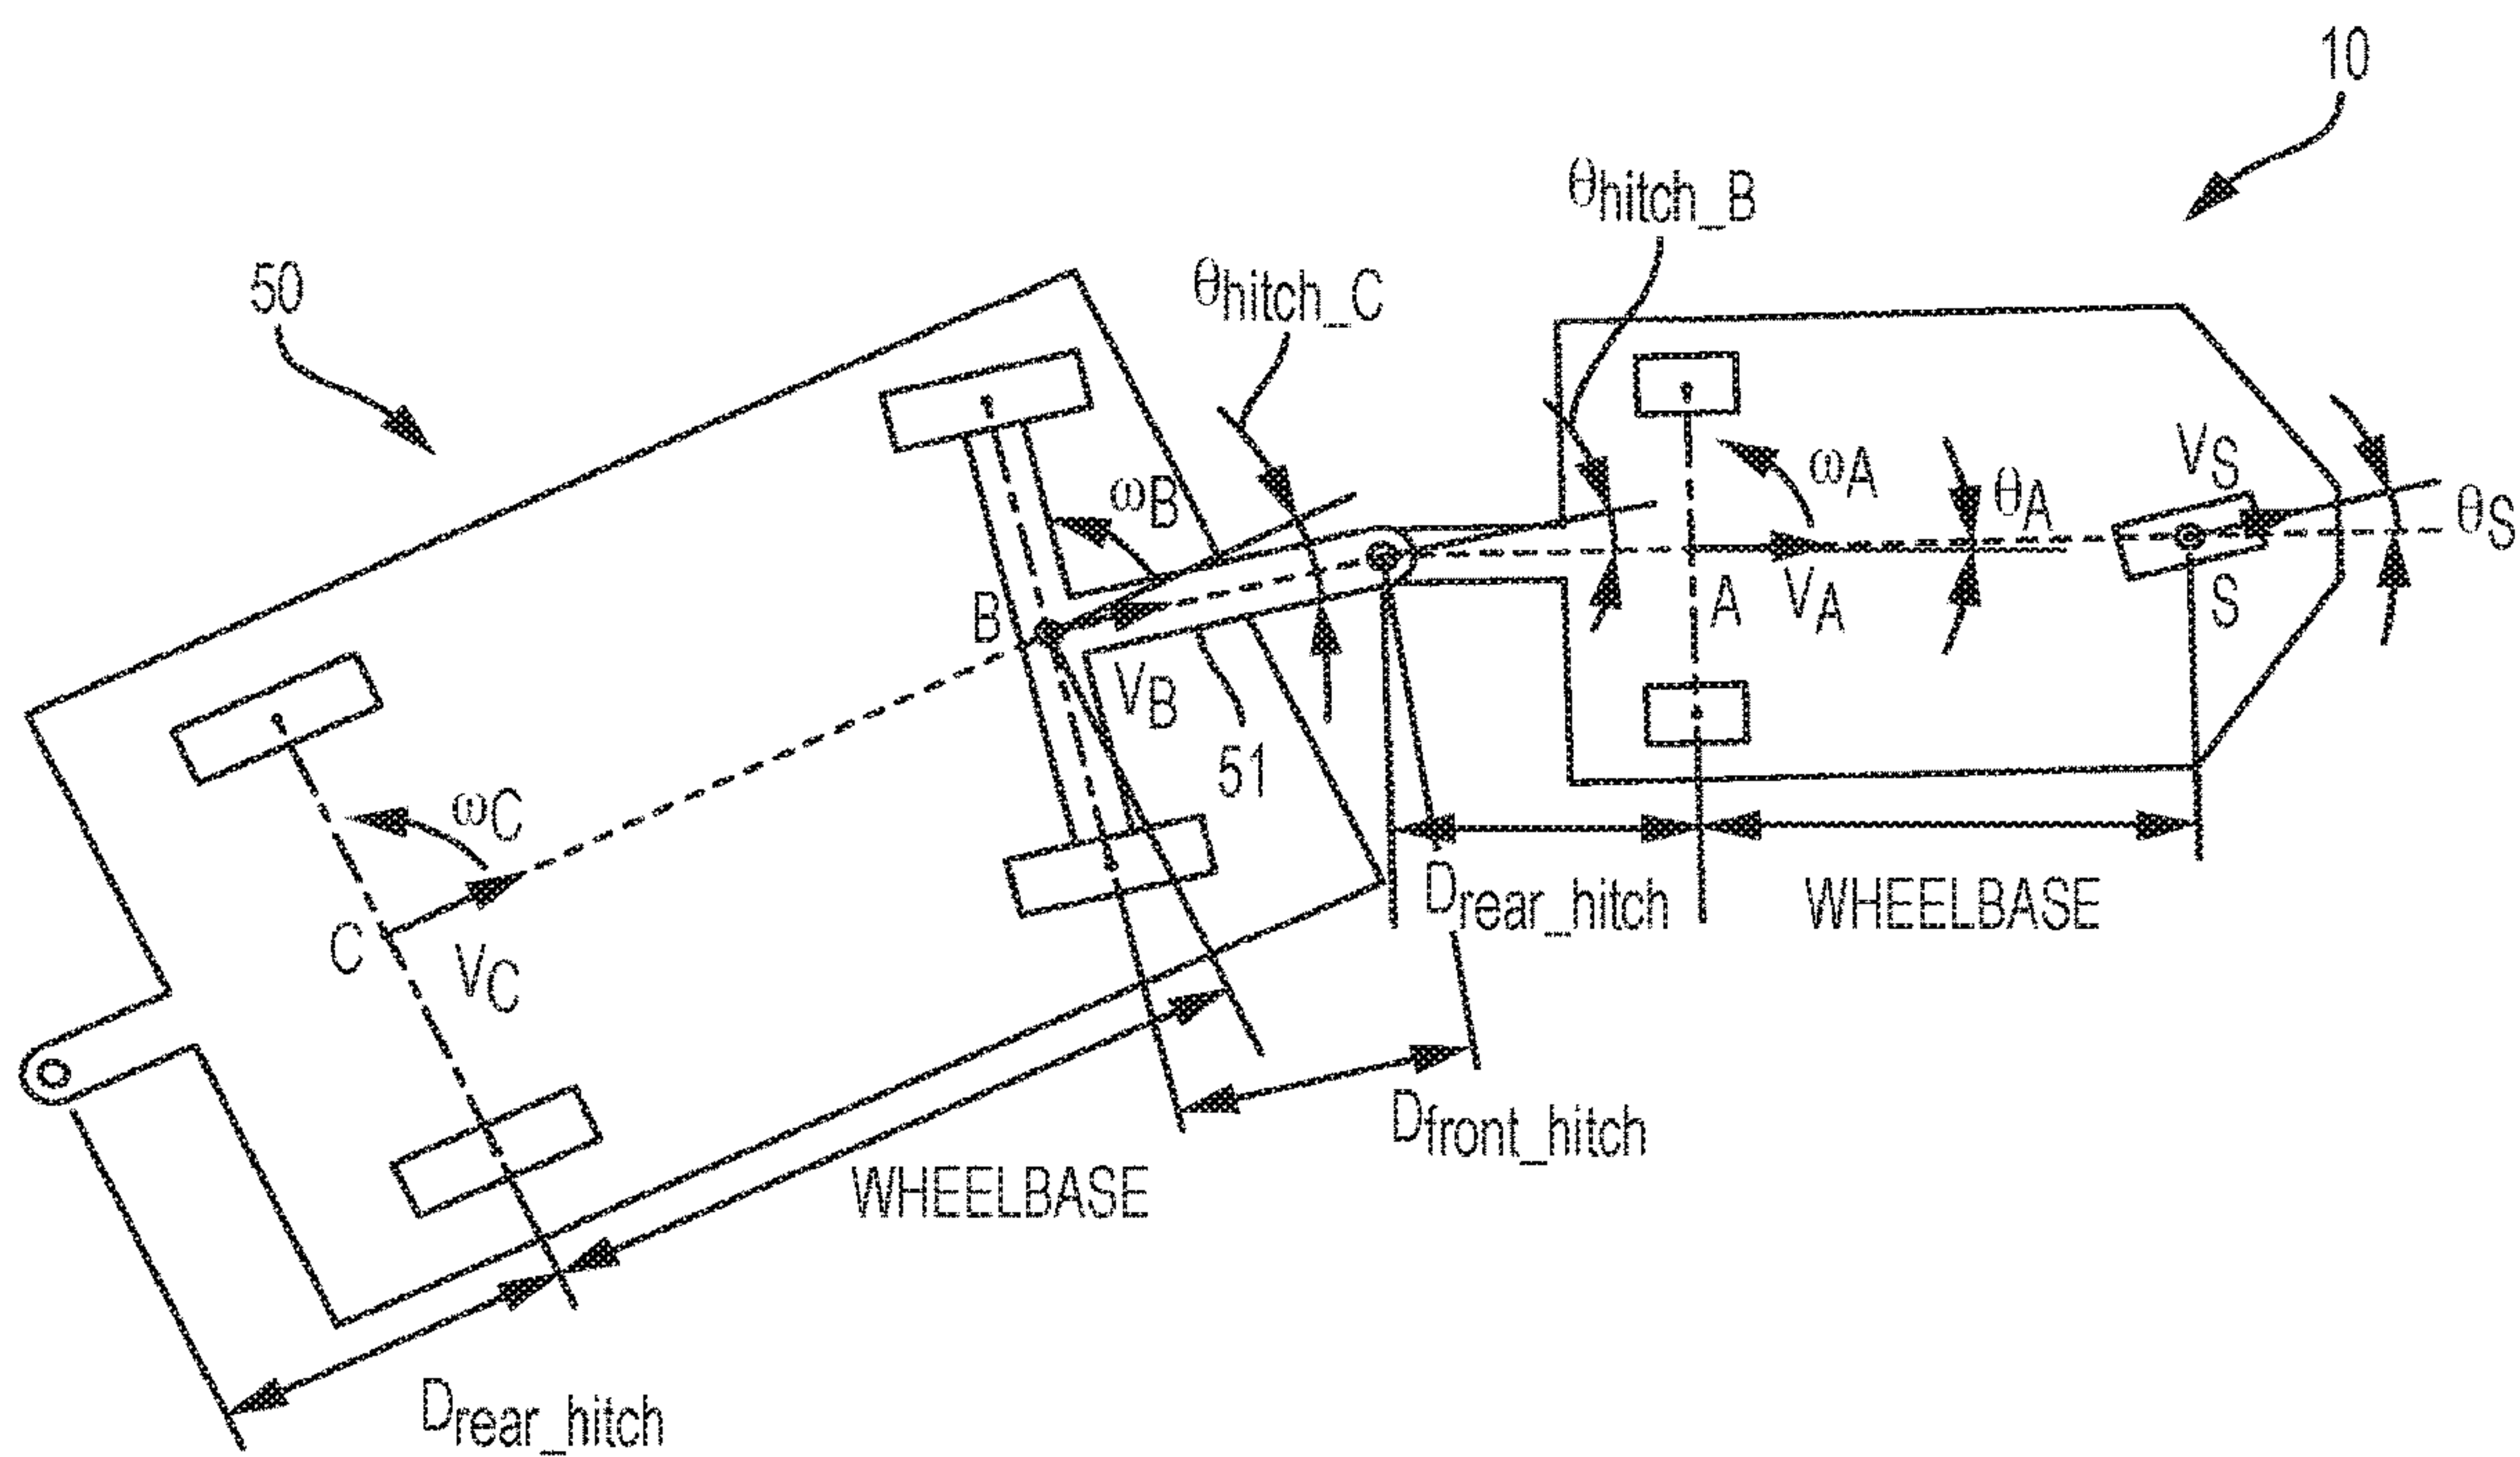 10
θhitch_B
θhitch_C
50
VS
ωA
θA
θS
ωB
B
A
VA
S
VB
51
ωC
C
VC
Drear_hitch
WHEELBASE
Dfront_hitch
WHEELBASE
Drear_hitch